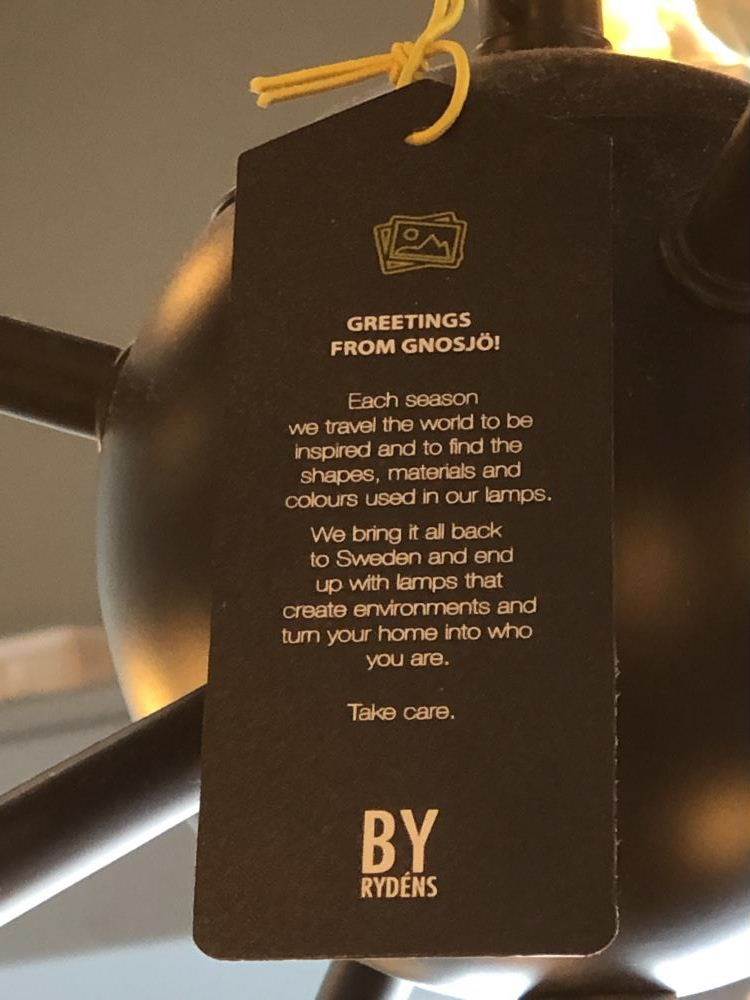 GREETINGS
FROM GNOSJÖ!
Each season
we travel the world to be
inspired and to find the
shapes, materials and
colours used in our lamps.
We bring it all back
to Sweden and end
up with lamps that
create environments and
turn your home into who
you are.
Take care.
BY
RYDÉNS